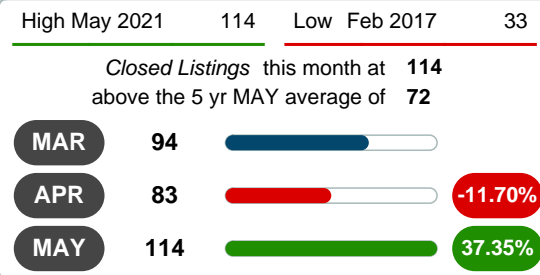 High May 2021 114 Low Feb 2017 33
Closed Listings this month at 114
above the 5 yr MAY average of 72
MAR 94
APR 83 -11.70%
MAY 114 37.35%